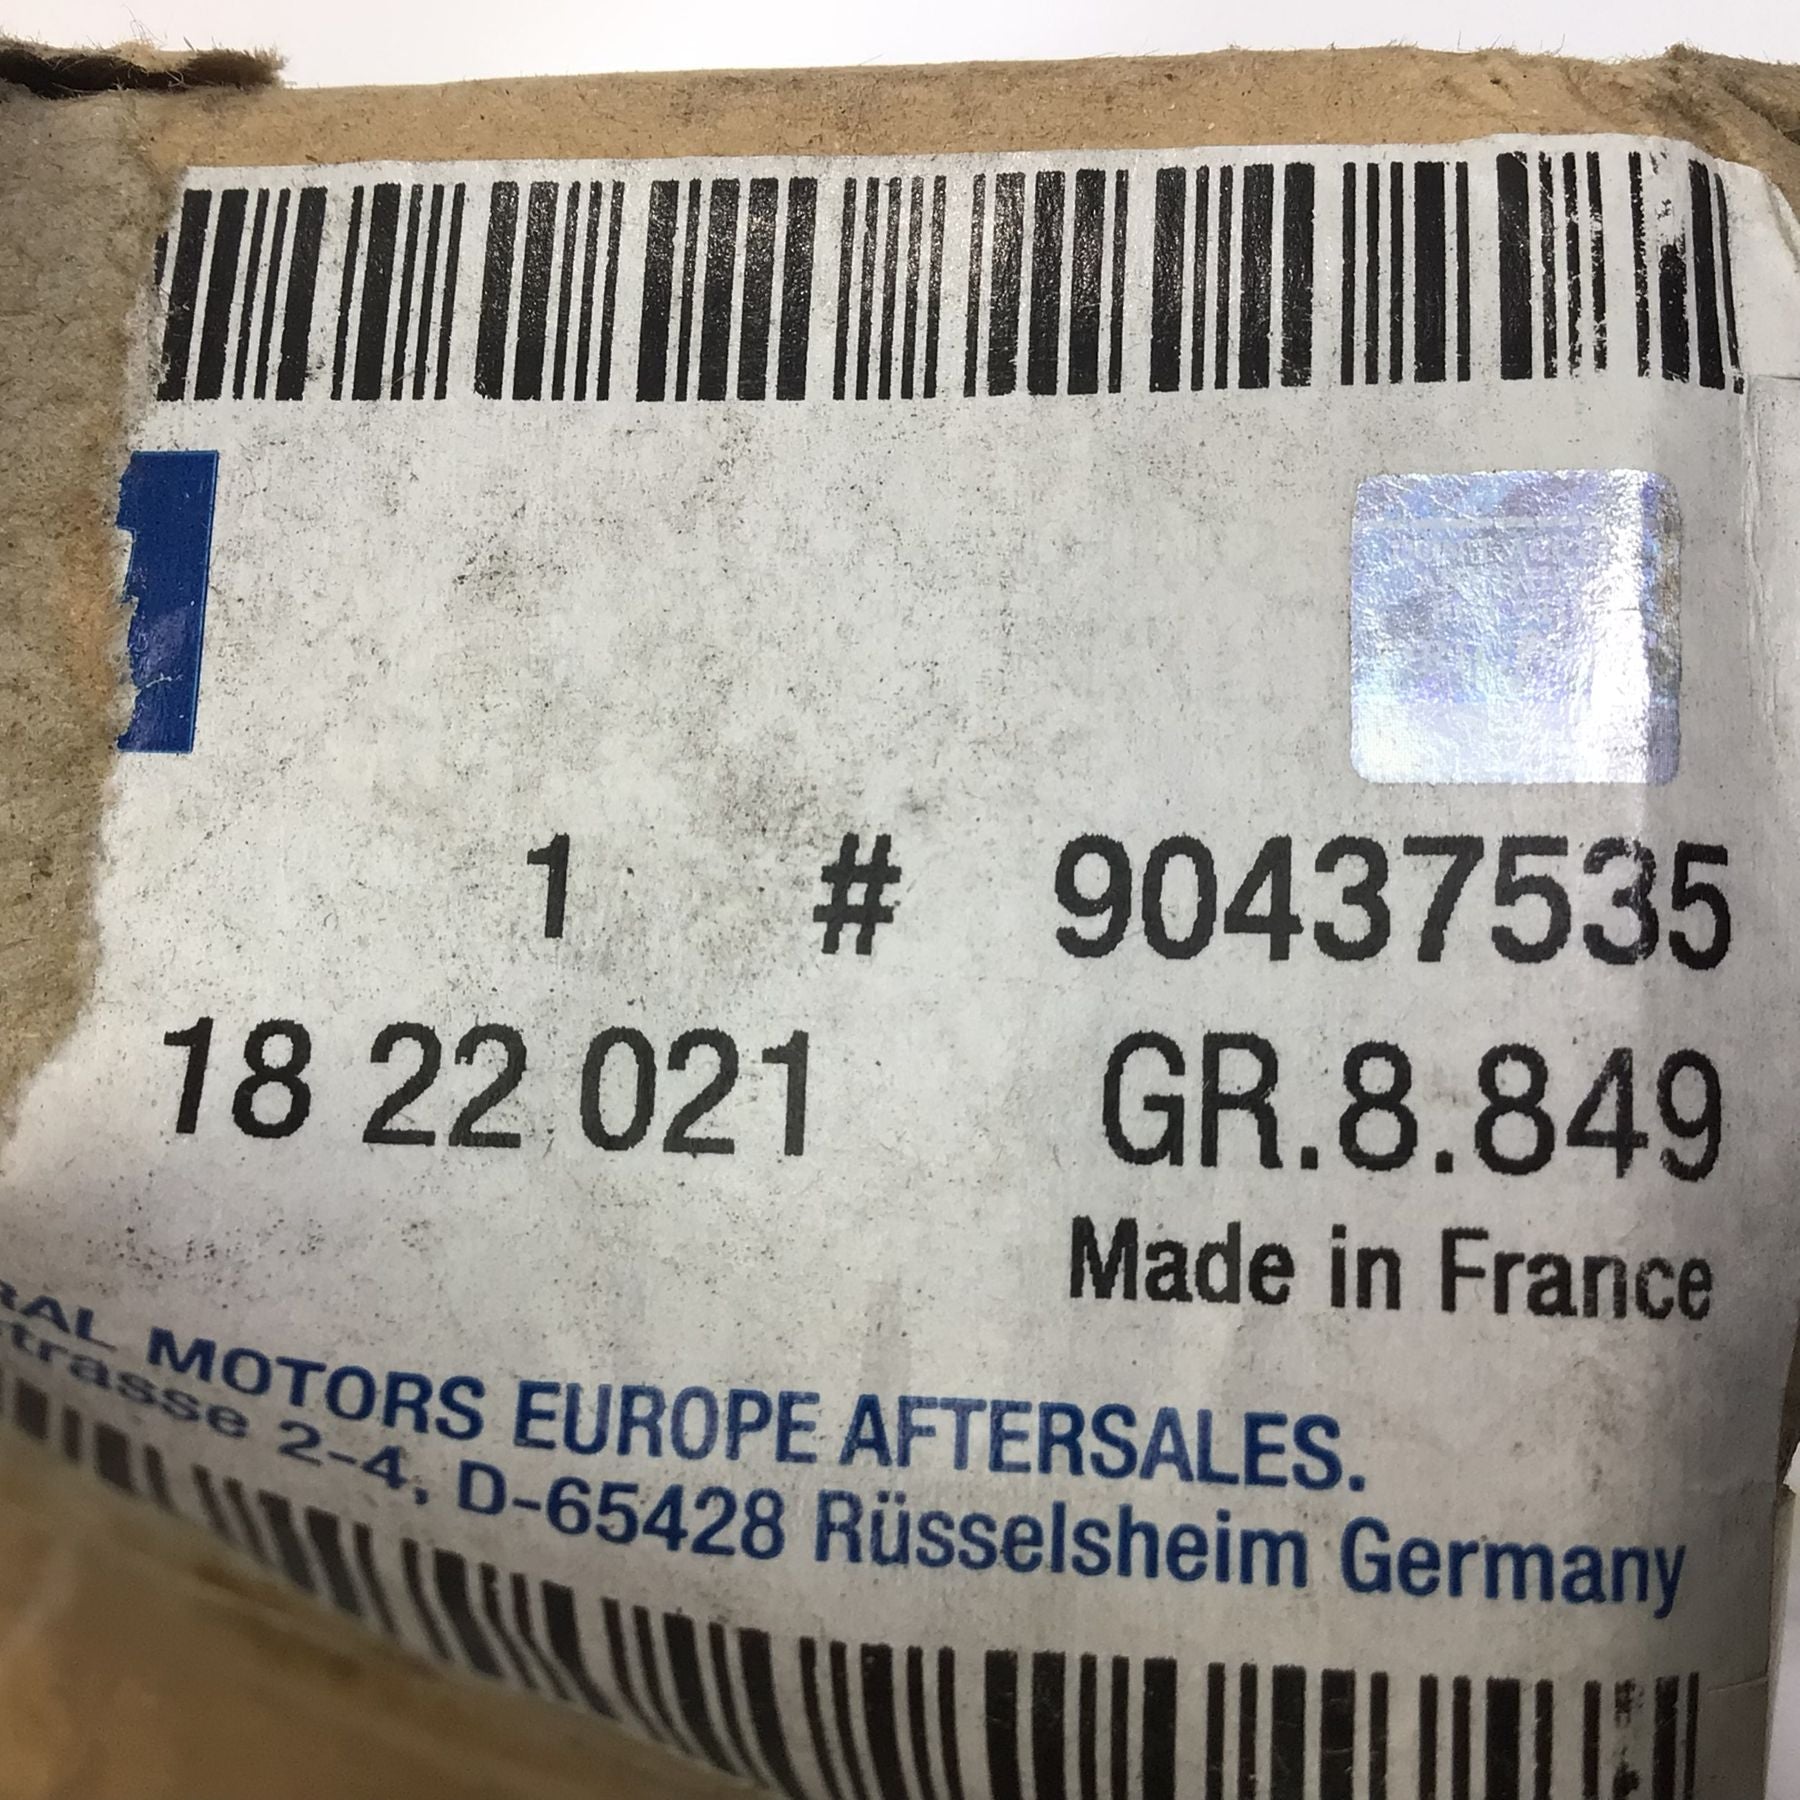 1 # 90437535
18 22 021 GR.8.849
Made in France
RAL MOTORS EUROPE AFTERSALES.
trasse 2-4, D-65428 Rüsselsheim Germany